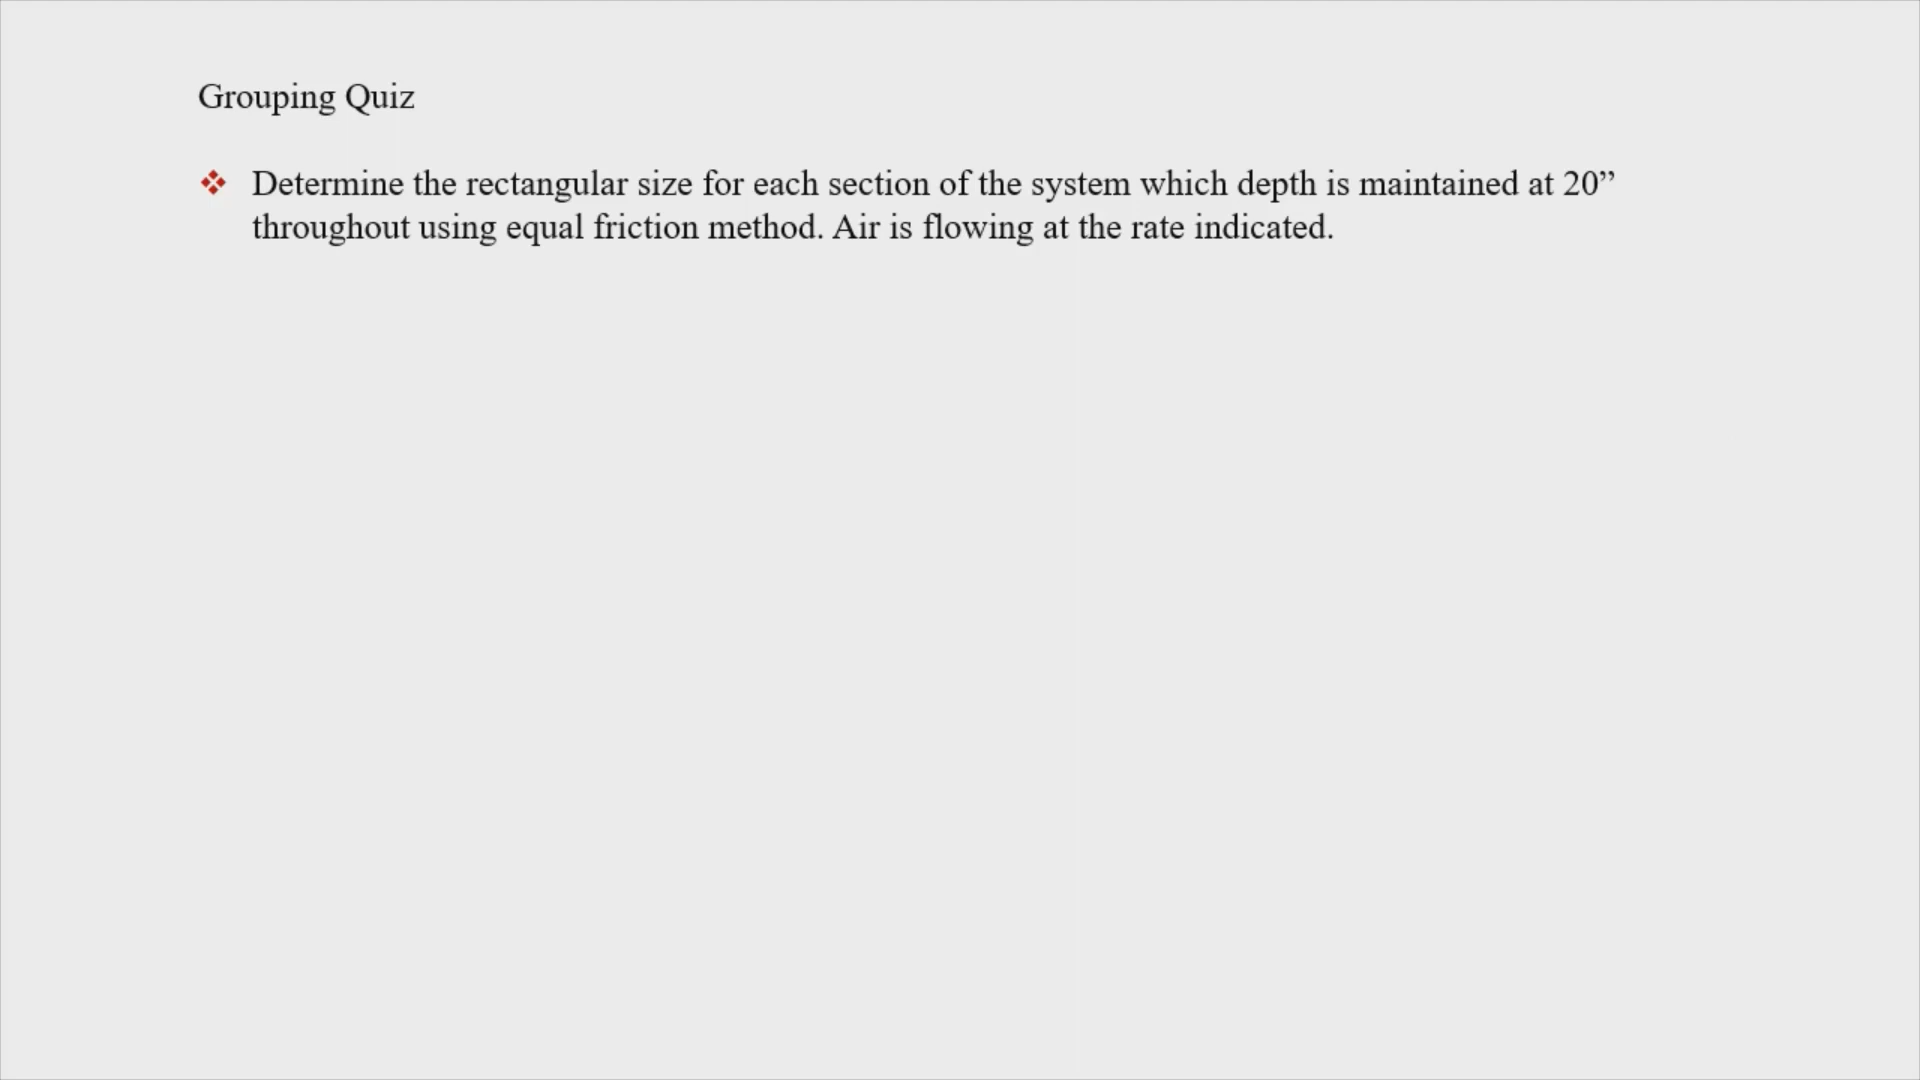 Grouping Quiz
Determine the rectangular size for each section of the system which depth is maintained at 20”
throughout using equal friction method. Air is flowing at the rate indicated.